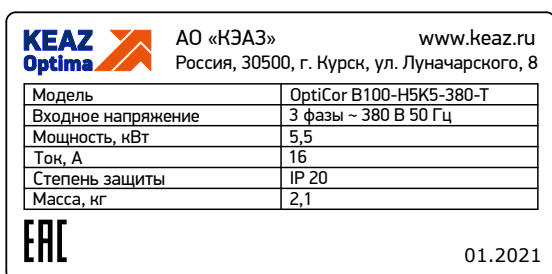 KEAZ Optima
АО «КЭАЗ» www.keaz.ru
Россия, 30500, г. Курск, ул. Луначарского, 8
Модель OptiCor B100-H5K5-380-T
Входное напряжение 3 фазы ~ 380 В 50 Гц
Мощность, кВт 5,5
Ток, А 16
Степень защиты IP 20
Масса, кг 2,1
EAC
01.2021